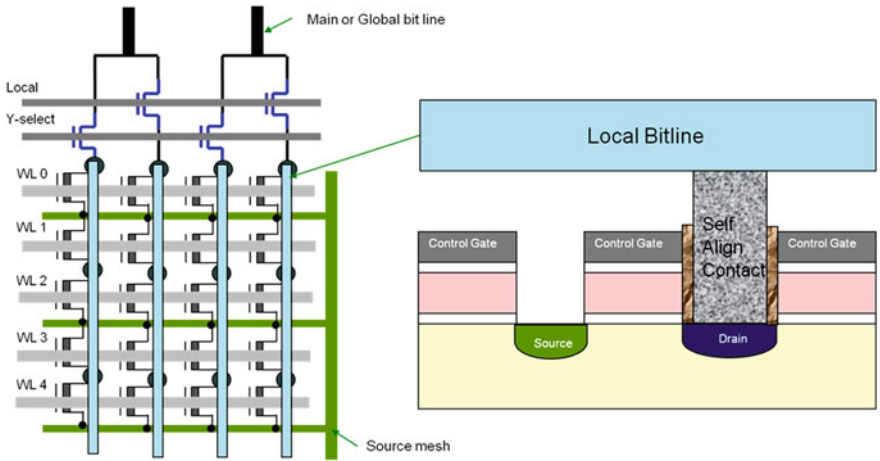 Main or Global bit line
Local
Y-select
WL 0
WL 1
WL 2
WL 3
WL 4
Source mesh
Local Bitline
Self
Align
Contact
Control Gate
Control Gate
Control Gate
Source
Drain